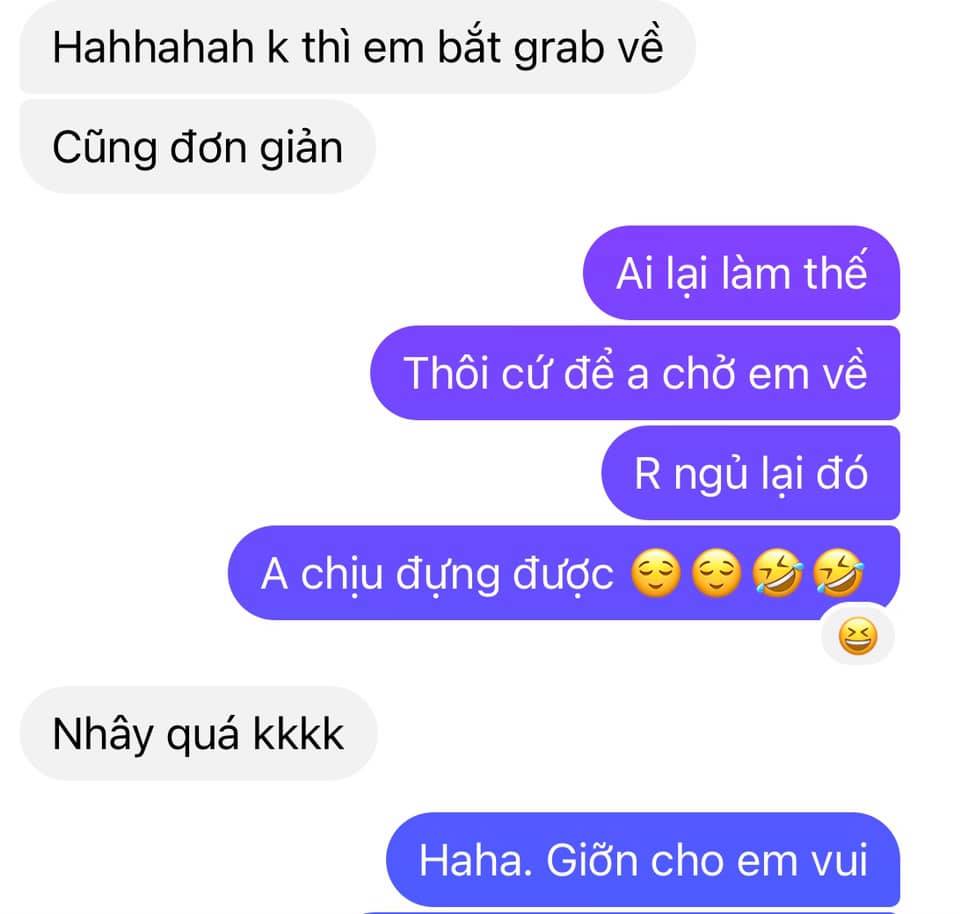 Hahhahah k thì em bắt grab về
Cũng đơn giản
Ai lại làm thế
Thôi cứ để a chở em về
R ngủ lại đó
A chịu đựng được 😌😌🤣🤣
Nhây quá kkkk
Haha. Giỡn cho em vui